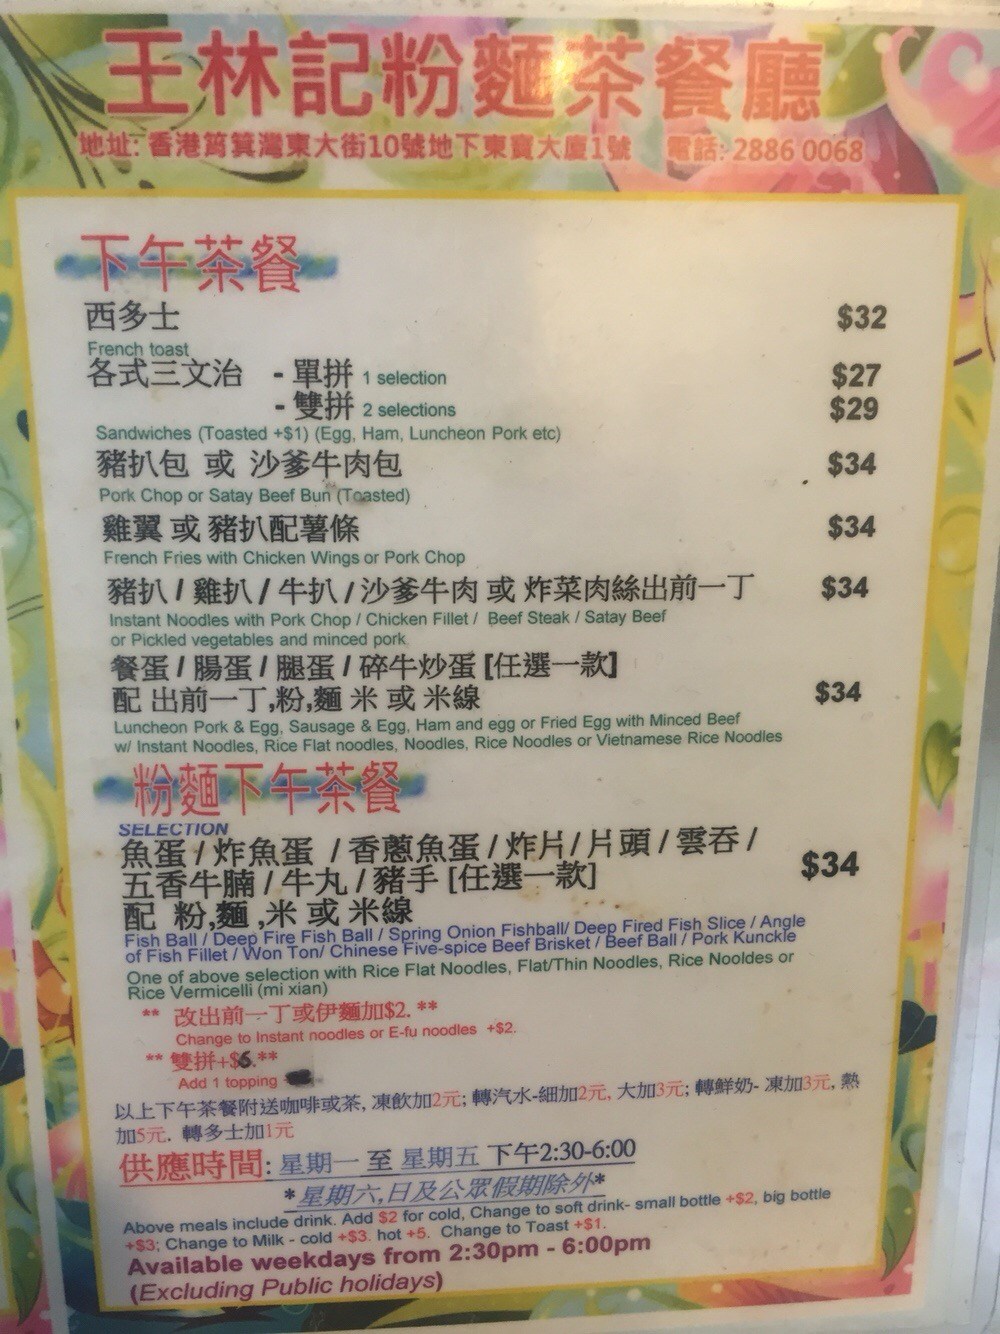 王林記粉麵茶餐廳
地址: 香港筲箕灣東大街10號地下東寶大廈1號 電話: 2886 0068
下午茶餐
西多士 $32
French toast
各式三文治 - 單拼 1 selection $27
- 雙拼 2 selections $29
Sandwiches (Toasted +$1) (Egg, Ham, Luncheon Pork etc)
豬扒包 或 沙爹牛肉包 $34
Pork Chop or Satay Beef Bun (Toasted)
雞翼 或 豬扒配薯條 $34
French Fries with Chicken Wings or Pork Chop
豬扒 / 雞扒 / 牛扒 / 沙爹牛肉 或 炸菜肉絲出前一丁 $34
Instant Noodles with Pork Chop / Chicken Fillet / Beef Steak / Satay Beef
or Pickled vegetables and minced pork
餐蛋 / 腸蛋 / 腿蛋 / 碎牛炒蛋 [任選一款]
配 出前一丁,粉,麵 米 或 米線 $34
Luncheon Pork & Egg, Sausage & Egg, Ham and egg or Fried Egg with Minced Beef
w/ Instant Noodles, Rice Flat noodles, Noodles, Rice Noodles or Vietnamese Rice Noodles
粉麵下午茶餐
SELECTION
魚蛋 / 炸魚蛋 / 香蔥魚蛋 / 炸片 / 片頭 / 雲吞 /
五香牛腩 / 牛丸 / 豬手 [任選一款] $34
配 粉,麵 ,米 或 米線
Fish Ball / Deep Fire Fish Ball / Spring Onion Fishball/ Deep Fired Fish Slice / Angle
of Fish Fillet / Won Ton/ Chinese Five-spice Beef Brisket / Beef Ball / Pork Kunckle
One of above selection with Rice Flat Noodles, Flat/Thin Noodles, Rice Nooldes or
Rice Vermicelli (mi xian)
** 改出前一丁或伊麵加$2. **
Change to Instant noodles or E-fu noodles +$2.
** 雙拼+$6.**
Add 1 topping
以上下午茶餐附送咖啡或茶, 凍飲加2元; 轉汽水-細加2元, 大加3元; 轉鮮奶- 凍加3元, 熱
加5元. 轉多士加1元
供應時間: 星期一 至 星期五 下午2:30-6:00
*星期六,日及公眾假期除外*
Above meals include drink. Add $2 for cold, Change to soft drink- small bottle +$2, big bottle
+$3; Change to Milk - cold +$3. hot +5. Change to Toast +$1.
Available weekdays from 2:30pm - 6:00pm
(Excluding Public holidays)